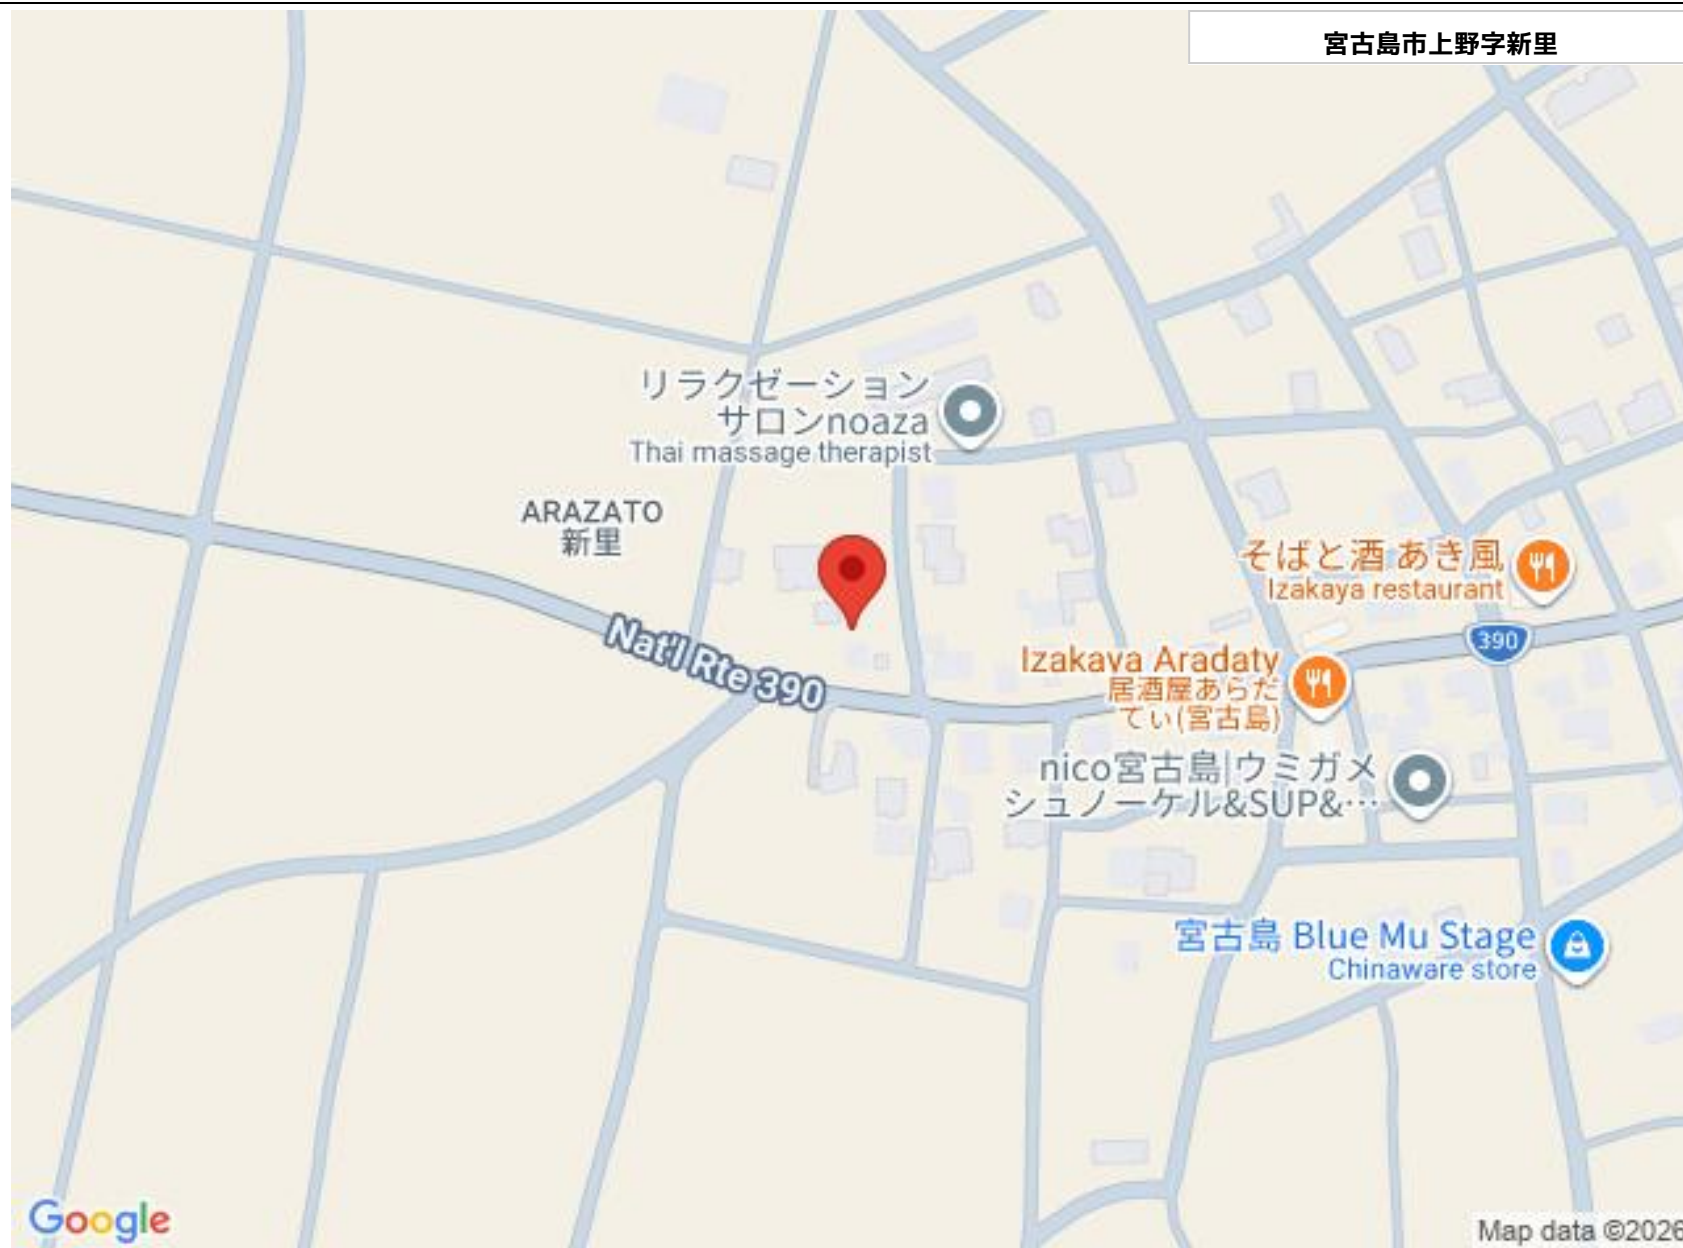 宮古島市上野字新里
リラクゼーション
サロンnoaza
Thai massage therapist
ARAZATO
新里
そばと酒 あき風
Izakaya restaurant
Nat'l Rte 390
390
Izakaya Aradaty
居酒屋あらだ
てぃ(宮古島)
nico宮古島|ウミガメ
シュノーケル&SUP&…
宮古島 Blue Mu Stage
Chinaware store
Google
Map data ©2026